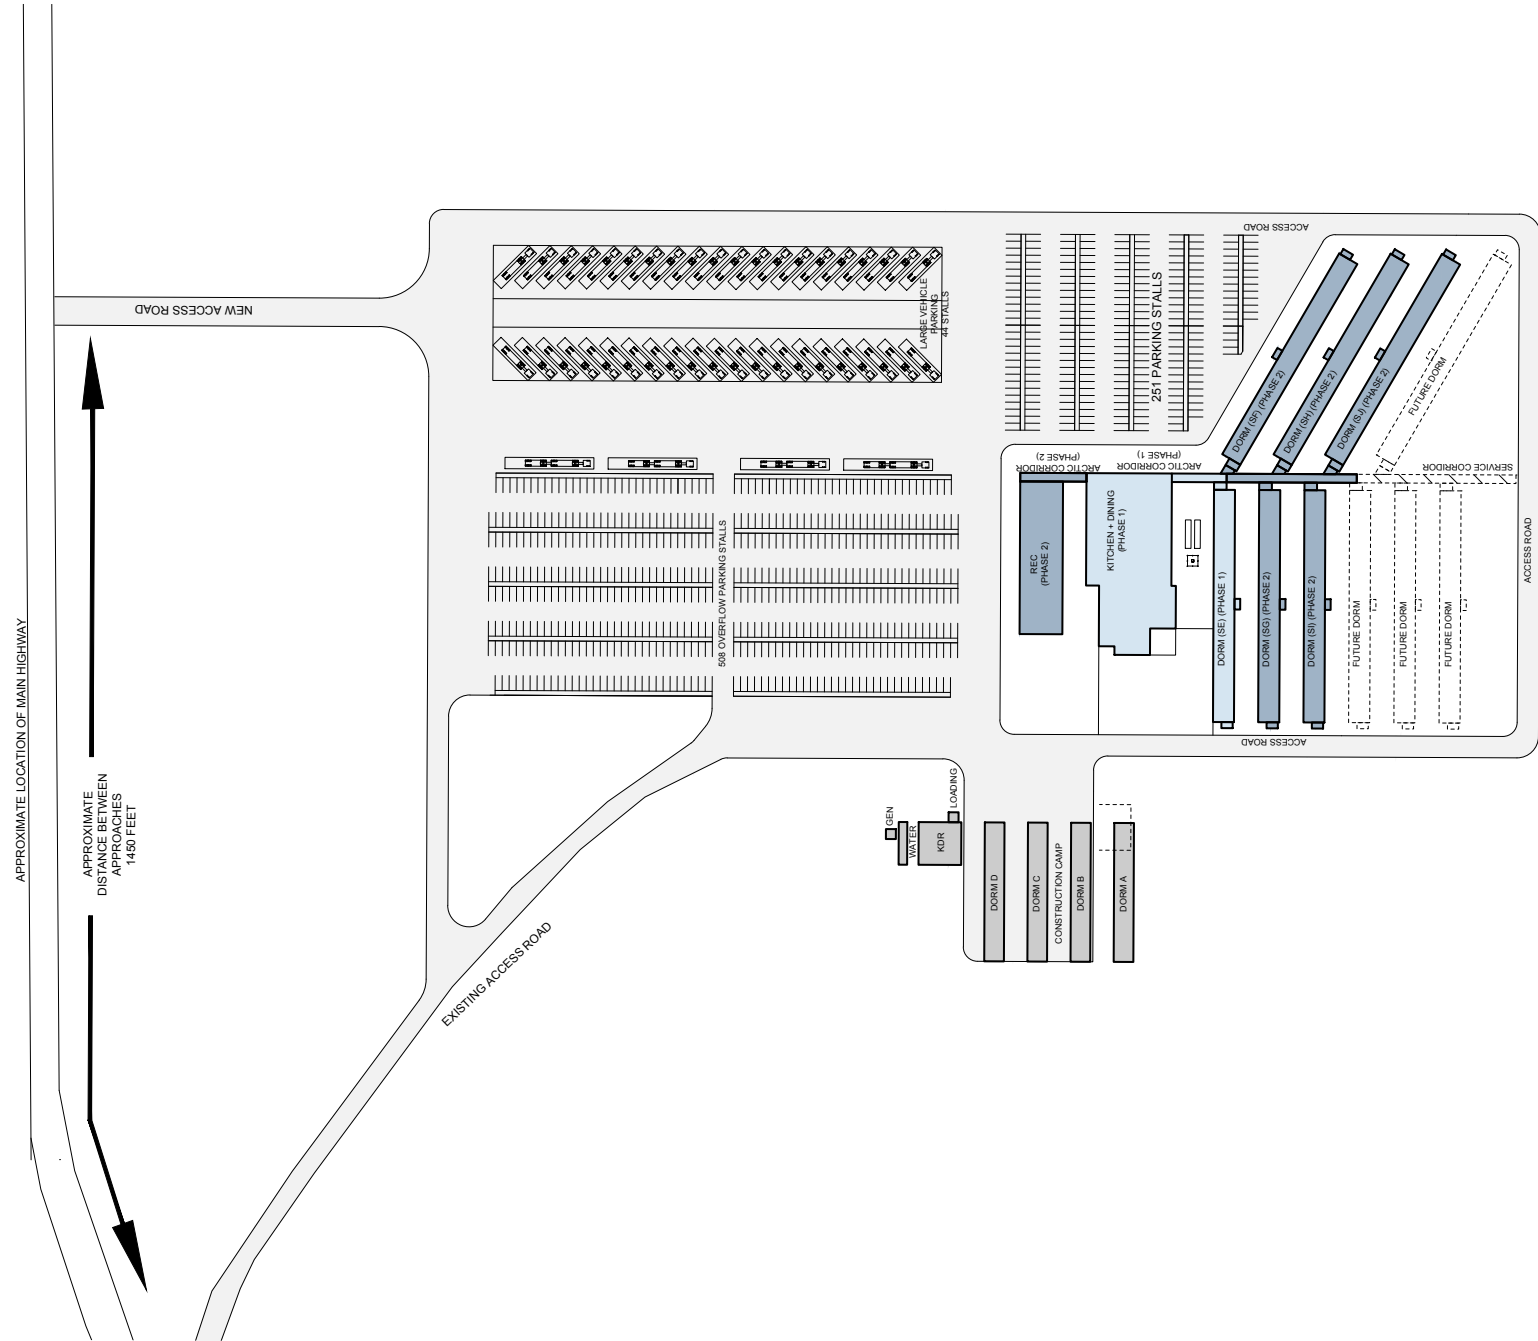 APPROXIMATE LOCATION OF MAIN HIGHWAY
NEW ACCESS ROAD
APPROXIMATE
DISTANCE BETWEEN
APPROACHES
1450 FEET
EXISTING ACCESS ROAD
LARGE VEHICLE
PARKING
44 STALLS
508 OVERFLOW PARKING STALLS
251 PARKING STALLS
ACCESS ROAD
ARCTIC CORRIDOR
(PHASE 2)
ARCTIC CORRIDOR
(PHASE 1)
DORM (SF) (PHASE 2)
DORM (SH) (PHASE 2)
DORM (SJ) (PHASE 2)
FUTURE DORM
SERVICE CORRIDOR
REC
(PHASE 2)
KITCHEN + DINING
(PHASE 1)
DORM (SE) (PHASE 1)
DORM (SG) (PHASE 2)
DORM (SI) (PHASE 2)
FUTURE DORM
FUTURE DORM
FUTURE DORM
ACCESS ROAD
ACCESS ROAD
GEN
WATER
KDR
LOADING
DORM D
DORM C
CONSTRUCTION CAMP
DORM B
DORM A